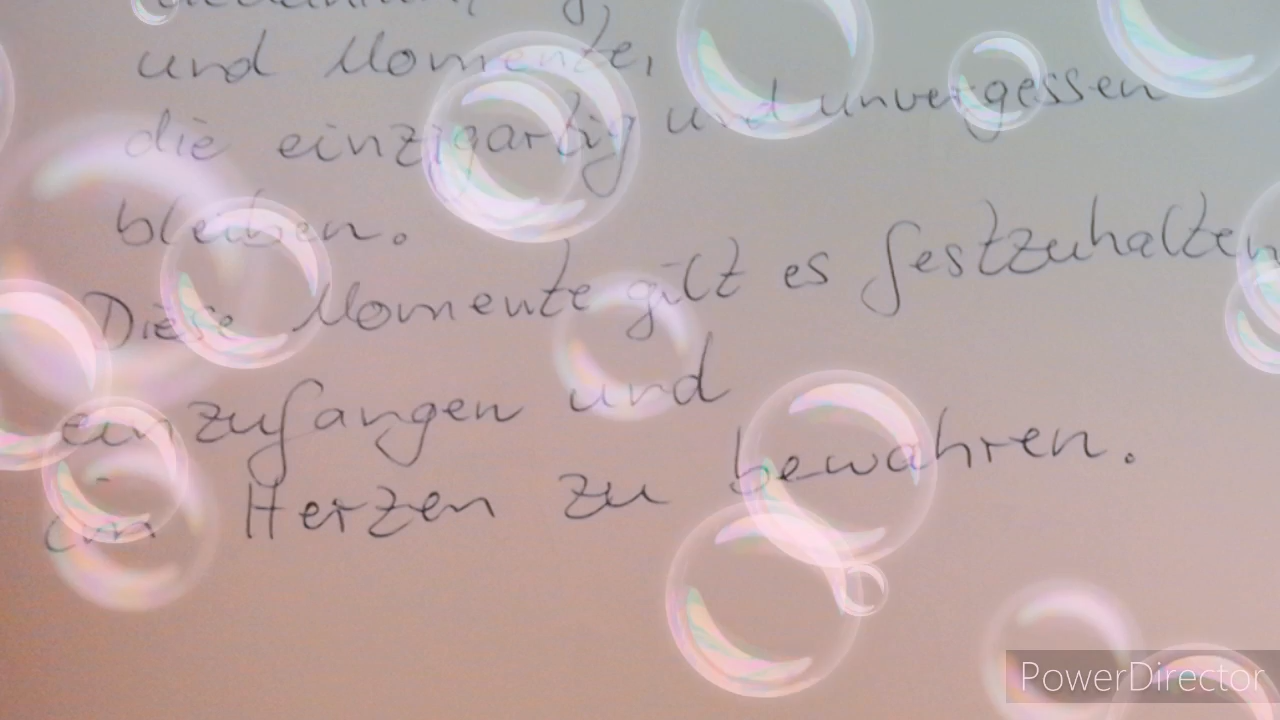 und Momente,
die einzigartig und unvergessen
bleiben.
Diese Momente gilt es festzuhalten
einzufangen und
im Herzen zu bewahren.
PowerDirector